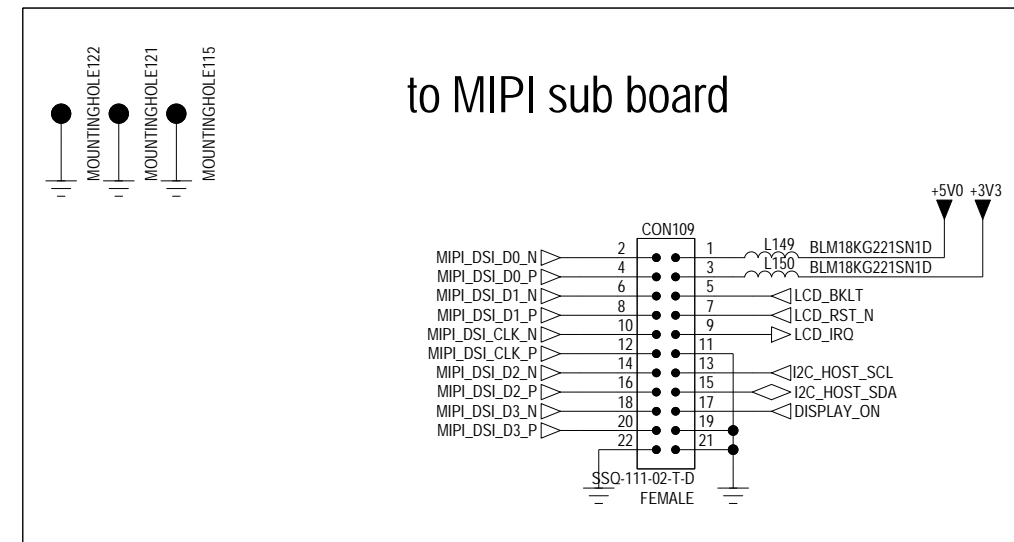 MOUNTINGHOLE122
MOUNTINGHOLE121
MOUNTINGHOLE115
to MIPI sub board
+5V0 +3V3
CON109
MIPI_DSI_D0_N 2 1 L149 BLM18KG221SN1D
MIPI_DSI_D0_P 4 3 L150 BLM18KG221SN1D
MIPI_DSI_D1_N 6 5 LCD_BKLT
MIPI_DSI_D1_P 8 7 LCD_RST_N
MIPI_DSI_CLK_N 10 9 LCD_IRQ
MIPI_DSI_CLK_P 12 11
MIPI_DSI_D2_N 14 13 I2C_HOST_SCL
MIPI_DSI_D2_P 16 15 I2C_HOST_SDA
MIPI_DSI_D3_N 18 17 DISPLAY_ON
MIPI_DSI_D3_P 20 19
22 21
SSQ-111-02-T-D
FEMALE